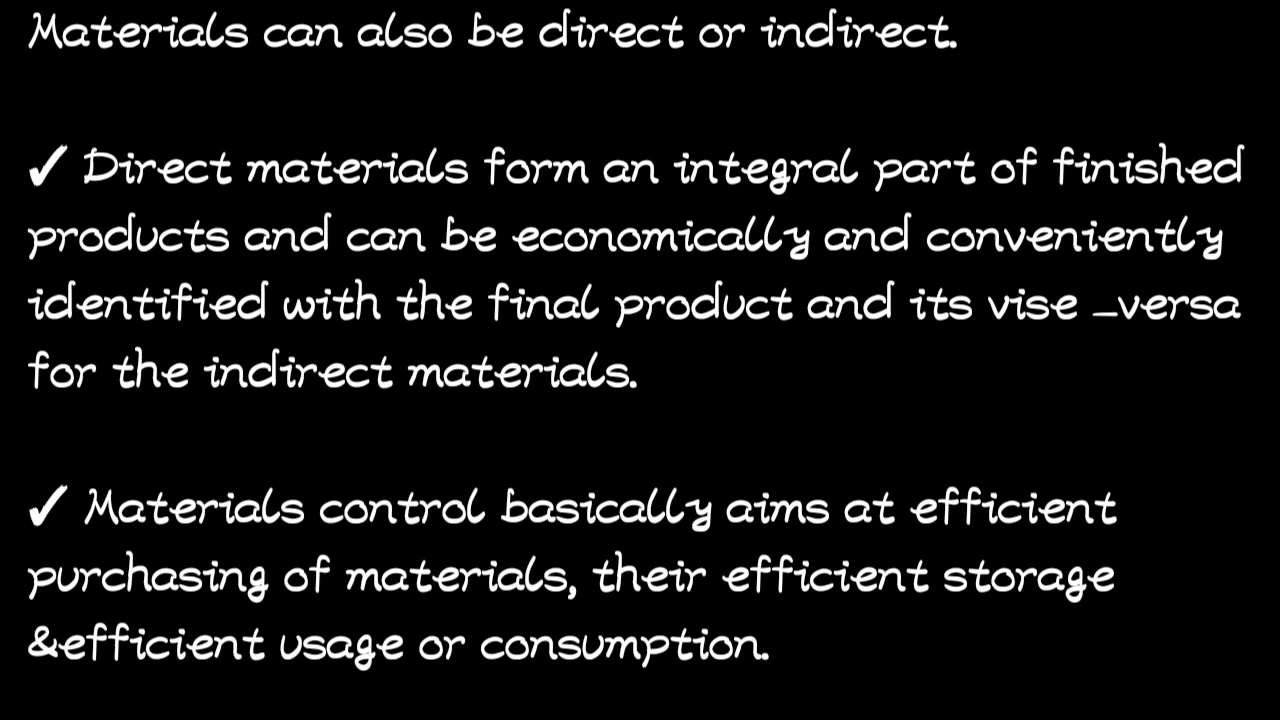 Materials can also be direct or indirect.
✓ Direct materials form an integral part of finished
products and can be economically and conveniently
identified with the final product and its vise _versa
for the indirect materials.
✓ Materials control basically aims at efficient
purchasing of materials, their efficient storage
&efficient usage or consumption.